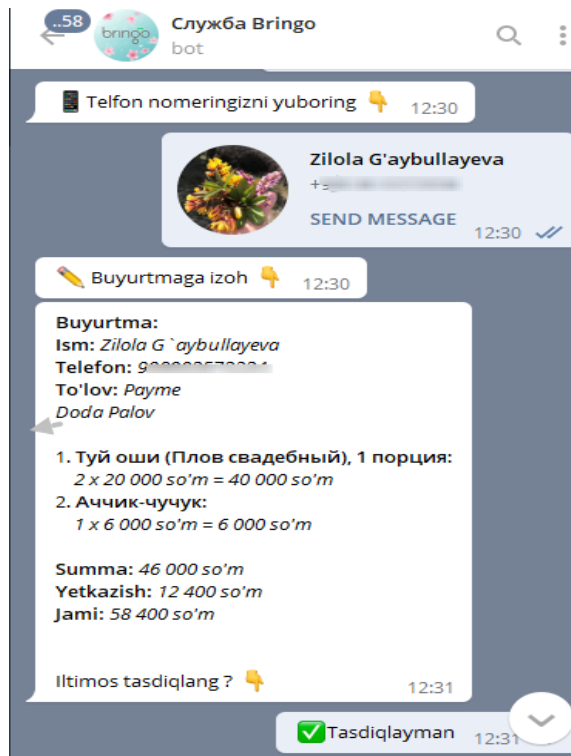 ..58
bringo
Служба Bringo
bot
📱 Telfon nomeringizni yuboring 👇 12:30
Zilola G'aybullayeva
SEND MESSAGE
12:30
✏️ Buyurtmaga izoh 👇 12:30
Buyurtma:
Ism: Zilola G`aybullayeva
Telefon:
To'lov: Payme
Doda Palov
1. Туй оши (Плов свадебный), 1 порция:
2 x 20 000 so'm = 40 000 so'm
2. Аччик-чучук:
1 x 6 000 so'm = 6 000 so'm
Summa: 46 000 so'm
Yetkazish: 12 400 so'm
Jami: 58 400 so'm
Iltimos tasdiqlang ? 👇 12:31
✅Tasdiqlayman 12:31